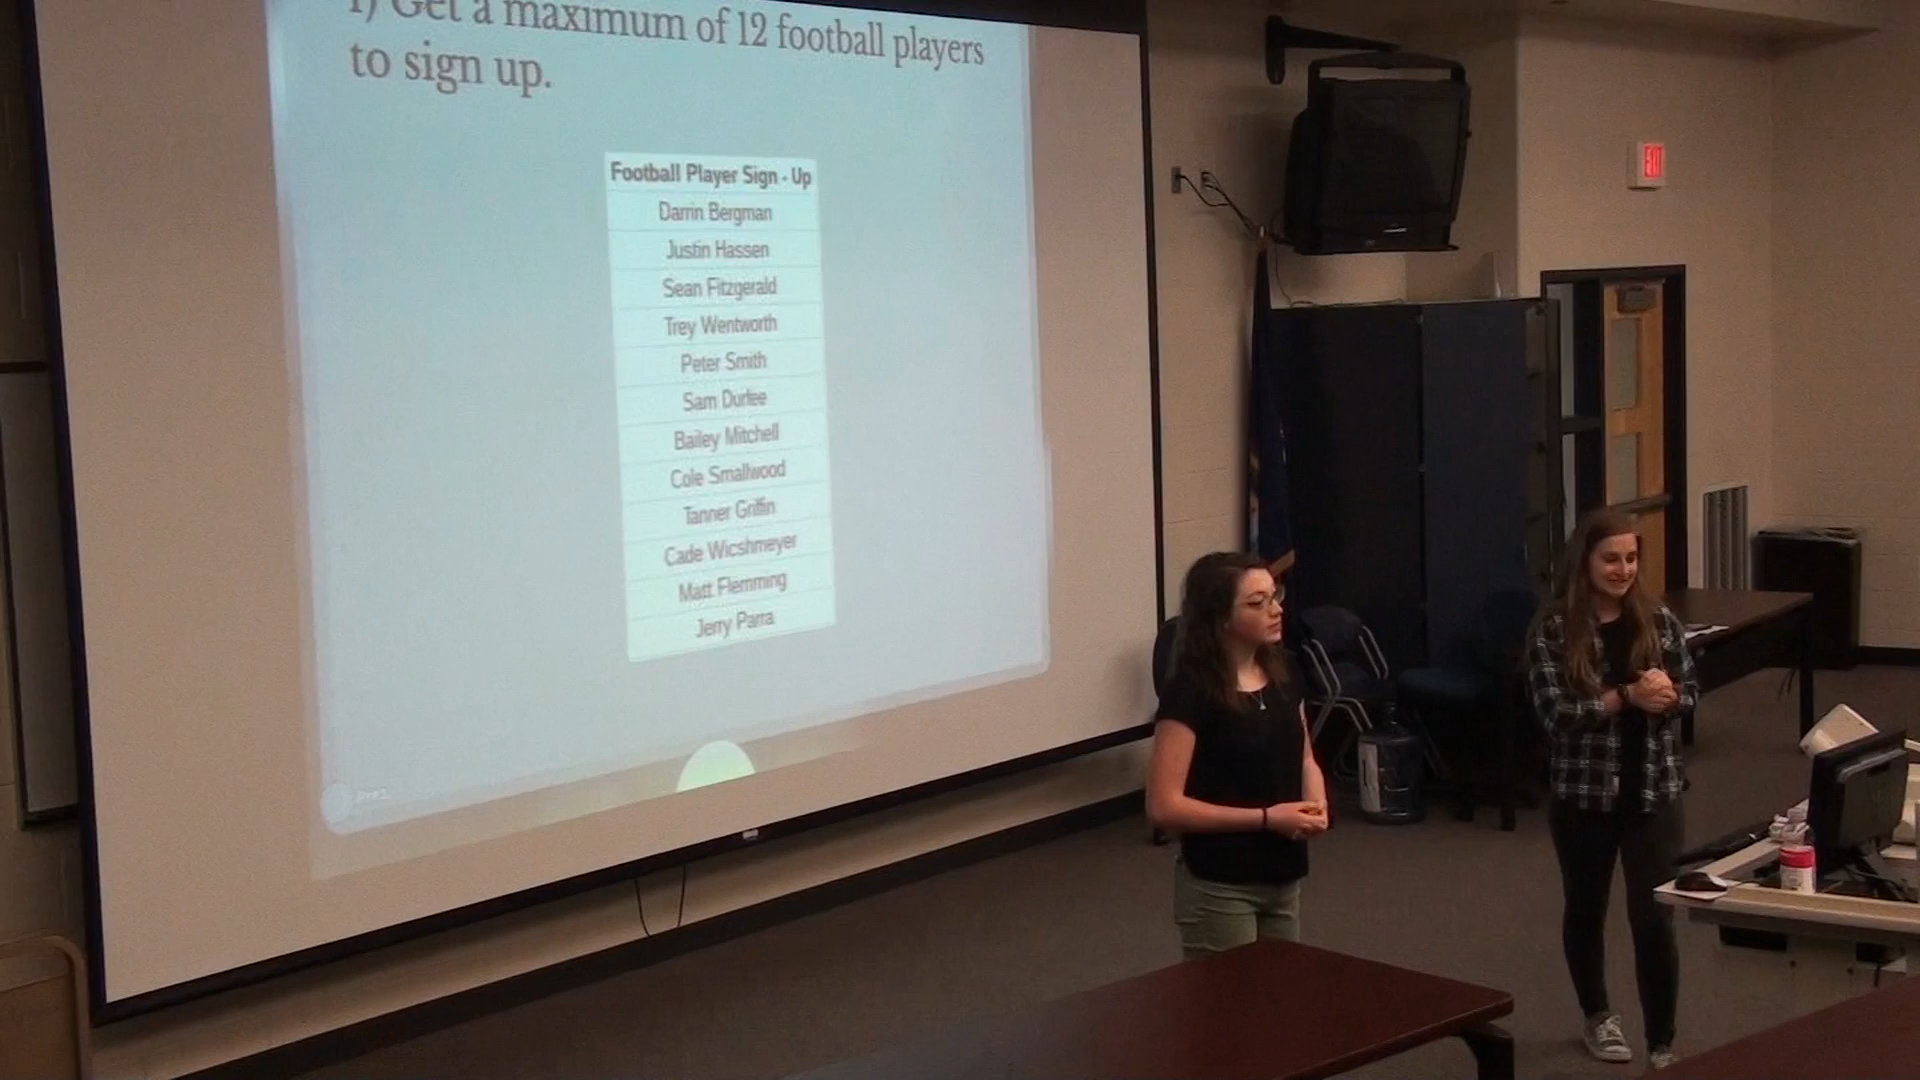 1) Get a maximum of 12 football players
to sign up.
Football Player Sign - Up
Darrin Bergman
Justin Hassen
Sean Fitzgerald
Trey Wentworth
Peter Smith
Sam Durfee
Bailey Mitchell
Cole Smallwood
Tanner Griffin
Cade Wicshmeyer
Matt Flemming
Jerry Parra
Prezi
EXIT